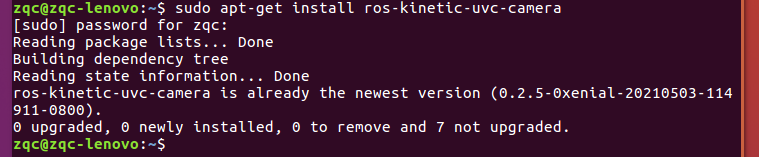 zqc@zqc-lenovo:~$ sudo apt-get install ros-kinetic-uvc-camera
[sudo] password for zqc:
Reading package lists... Done
Building dependency tree
Reading state information... Done
ros-kinetic-uvc-camera is already the newest version (0.2.5-0xenial-20210503-114
911-0800).
0 upgraded, 0 newly installed, 0 to remove and 7 not upgraded.
zqc@zqc-lenovo:~$